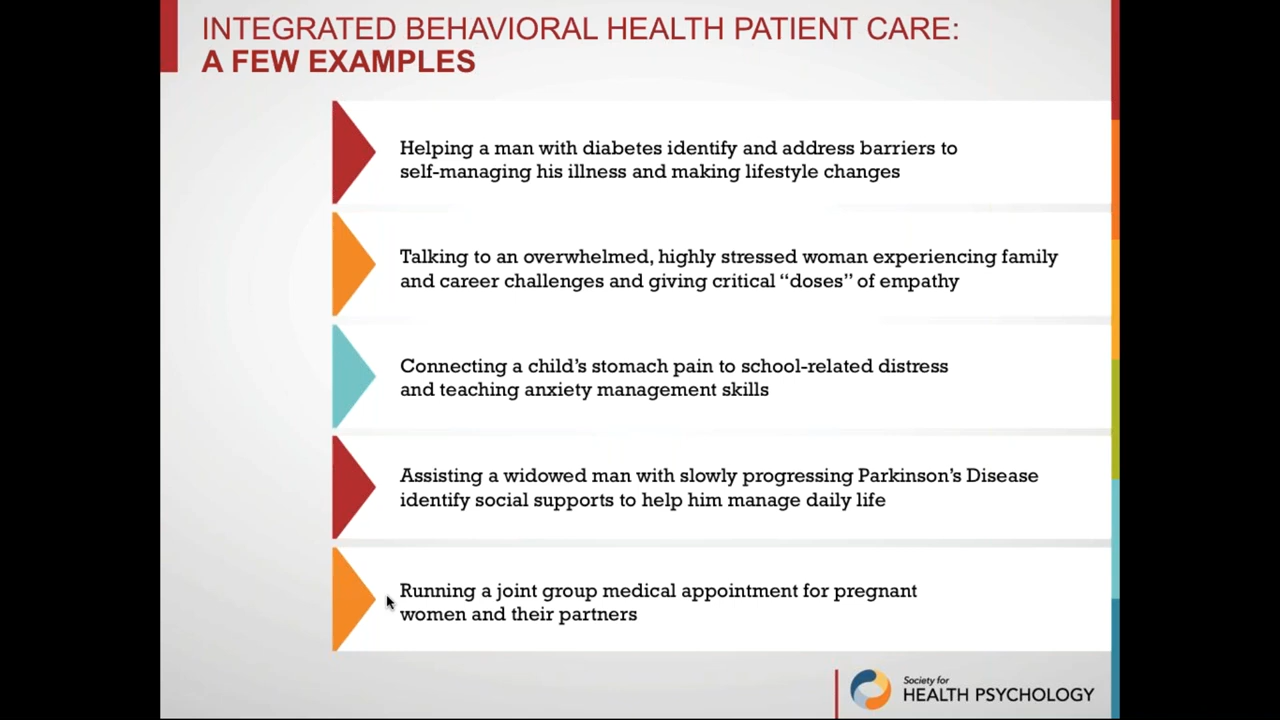 INTEGRATED BEHAVIORAL HEALTH PATIENT CARE:
A FEW EXAMPLES
Helping a man with diabetes identify and address barriers to
self-managing his illness and making lifestyle changes
Talking to an overwhelmed, highly stressed woman experiencing family
and career challenges and giving critical “doses” of empathy
Connecting a child’s stomach pain to school-related distress
and teaching anxiety management skills
Assisting a widowed man with slowly progressing Parkinson’s Disease
identify social supports to help him manage daily life
Running a joint group medical appointment for pregnant
women and their partners
Society for
HEALTH PSYCHOLOGY